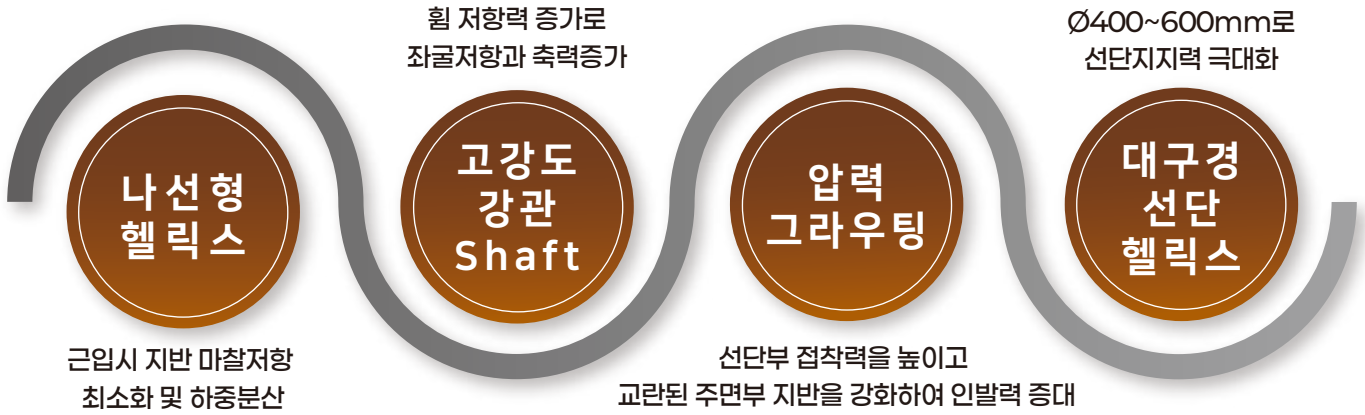 나선형
헬릭스
근입시 지반 마찰저항
최소화 및 하중분산
휨 저항력 증가로
좌굴저항과 축력증가
고강도
강관
Shaft
압력
그라우팅
선단부 접착력을 높이고
교란된 주면부 지반을 강화하여 인발력 증대
Ø400~600mm로
선단지지력 극대화
대구경
선단
헬릭스